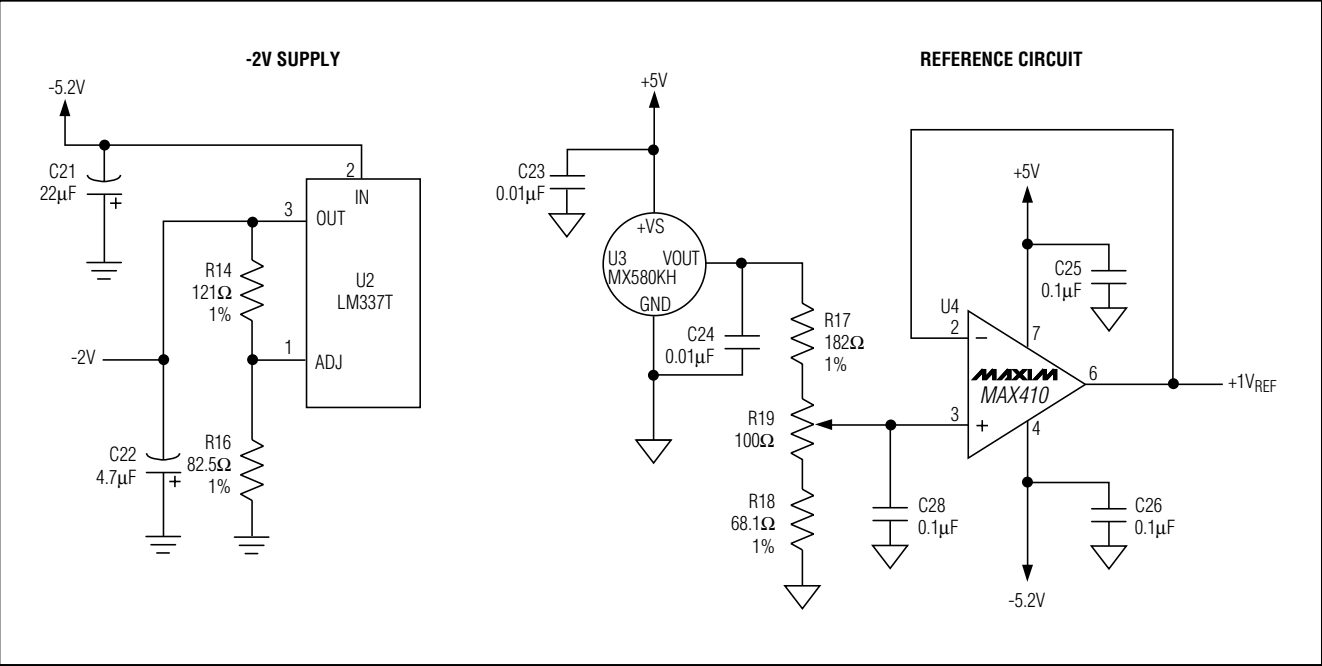 -2V SUPPLY
-5.2V
C21
22µF
+
2
IN
3
OUT
R14
121Ω
1%
U2
LM337T
-2V
1
ADJ
C22
4.7µF
+
R16
82.5Ω
1%
REFERENCE CIRCUIT
+5V
C23
0.01µF
+VS
U3
VOUT
MX580KH
GND
C24
0.01µF
R17
182Ω
1%
R19
100Ω
R18
68.1Ω
1%
C28
0.1µF
+5V
C25
0.1µF
U4
2
−
7
MAXIM
MAX410
6
+1VREF
3
+
4
C26
0.1µF
-5.2V